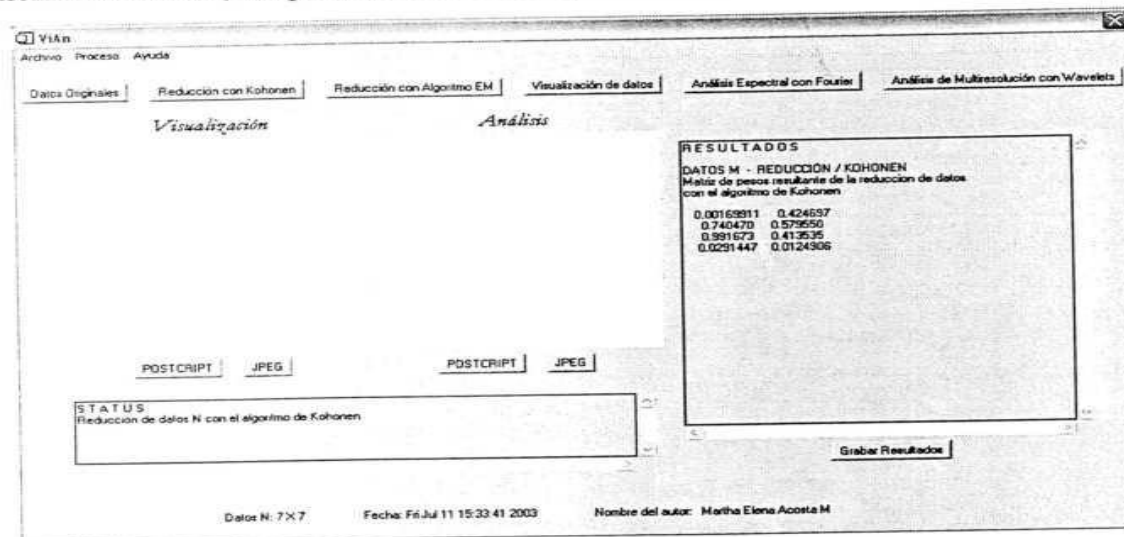 ViAn
Archivo Proceso Ayuda
Datos Originales
Reducción con Kohonen
Reducción con Algoritmo EM
Visualización de datos
Análisis Espectral con Fourier
Análisis de Multiresolución con Wavelets
Visualización
Análisis
RESULTADOS
DATOS M - REDUCCIÓN / KOHONEN
Matriz de pesos resultante de la reduccion de datos
con el algoritmo de Kohonen
0.00169911 0.424697
0.740470 0.579550
0.991673 0.413535
0.0291447 0.0124906
POSTCRIPT
JPEG
POSTCRIPT
JPEG
STATUS
Reducción de datos N con el algoritmo de Kohonen
Grabar Resultados
Datos N: 7X7
Fecha: Fri Jul 11 15:33:41 2003
Nombre del autor: Martha Elena Acosta M